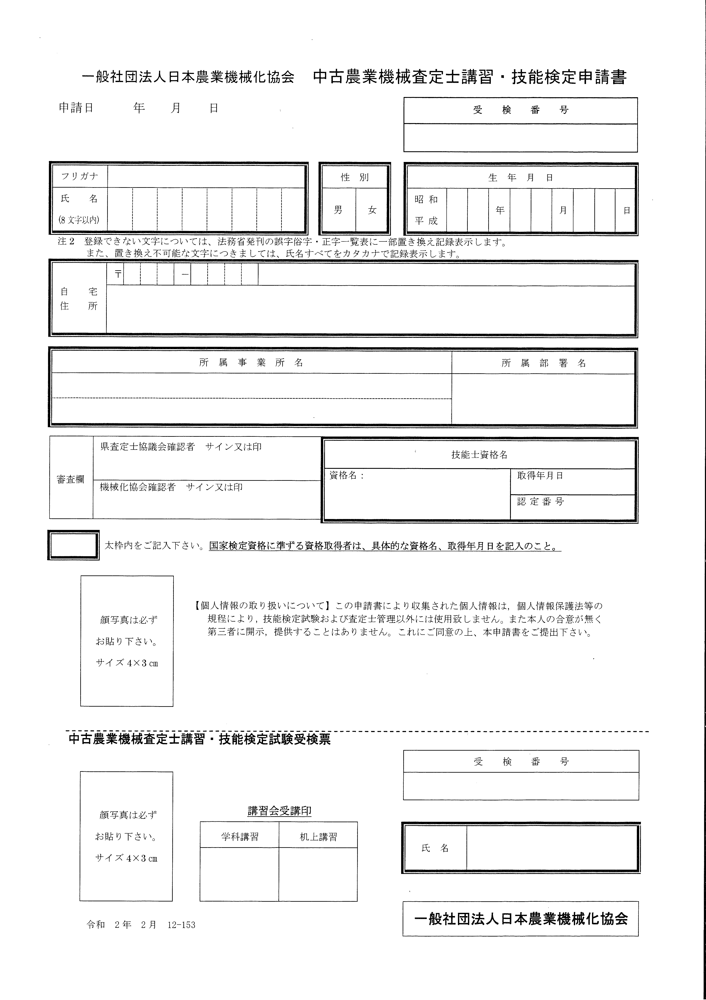 一般社団法人日本農業機械化協会　中古農業機械査定士講習・技能検定申請書
申請日　　　年　　月　　日
受　検　番　号
フリガナ
氏　名
(8文字以内)
性　別
男　女
生　年　月　日
昭和
平成
年　月　日
注2　登録できない文字については、法務省発刊の誤字俗字・正字一覧表に一部置き換え記録表示します。
また、置き換え不可能な文字につきましては、氏名すべてをカタカナで記録表示します。
〒　－
自　宅
住　所
所　属　事　業　所　名
所　属　部　署　名
審査欄
県査定士協議会確認者　サイン又は印
機械化協会確認者　サイン又は印
技能士資格名
資格名：
取得年月日
認定番号
太枠内をご記入下さい。国家検定資格に準ずる資格取得者は、具体的な資格名、取得年月日を記入のこと。
顔写真は必ず
お貼り下さい。
サイズ4×3㎝
【個人情報の取り扱いについて】この申請書により収集された個人情報は，個人情報保護法等の
規程により，技能検定試験および査定士管理以外には使用致しません。また本人の合意が無く
第三者に開示，提供することはありません。これにご同意の上、本申請書をご提出下さい。
中古農業機械査定士講習・技能検定試験受検票
受　検　番　号
顔写真は必ず
お貼り下さい。
サイズ4×3㎝
講習会受講印
学科講習　机上講習
氏　名
一般社団法人日本農業機械化協会
令和　2年　2月　12-153